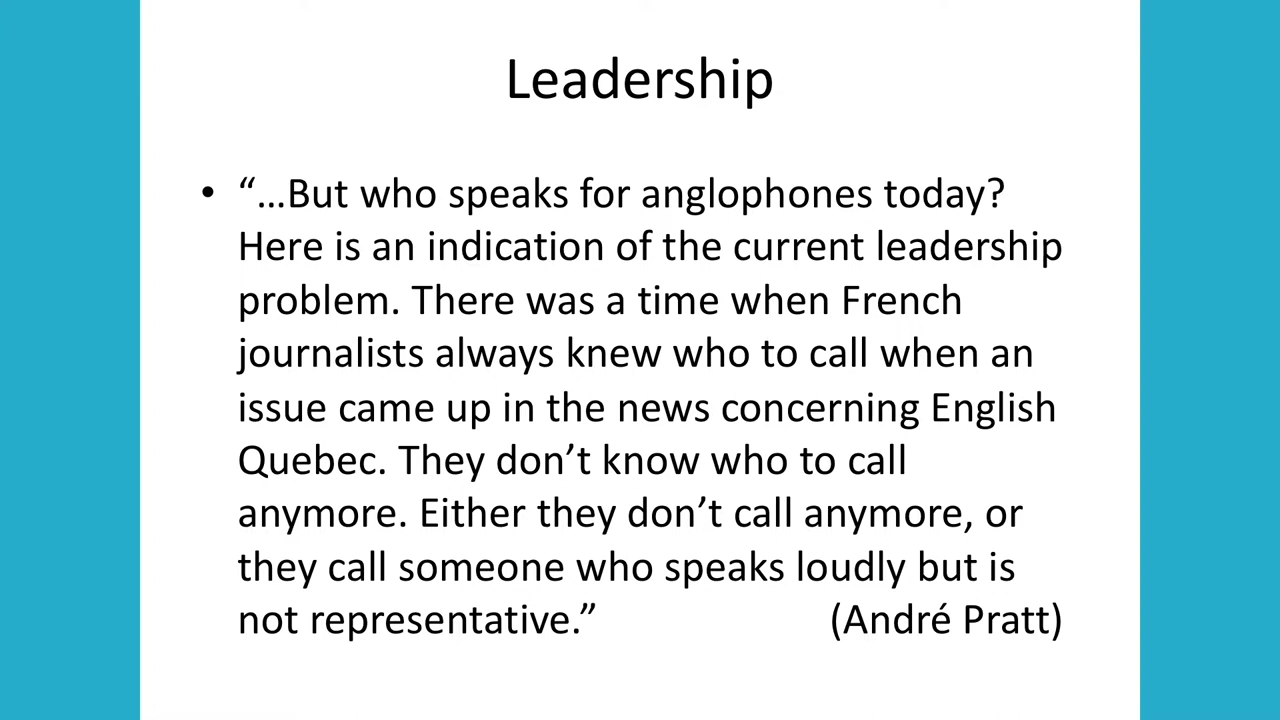 Leadership
• “…But who speaks for anglophones today?
Here is an indication of the current leadership
problem. There was a time when French
journalists always knew who to call when an
issue came up in the news concerning English
Quebec. They don’t know who to call
anymore. Either they don’t call anymore, or
they call someone who speaks loudly but is
not representative.” (André Pratt)